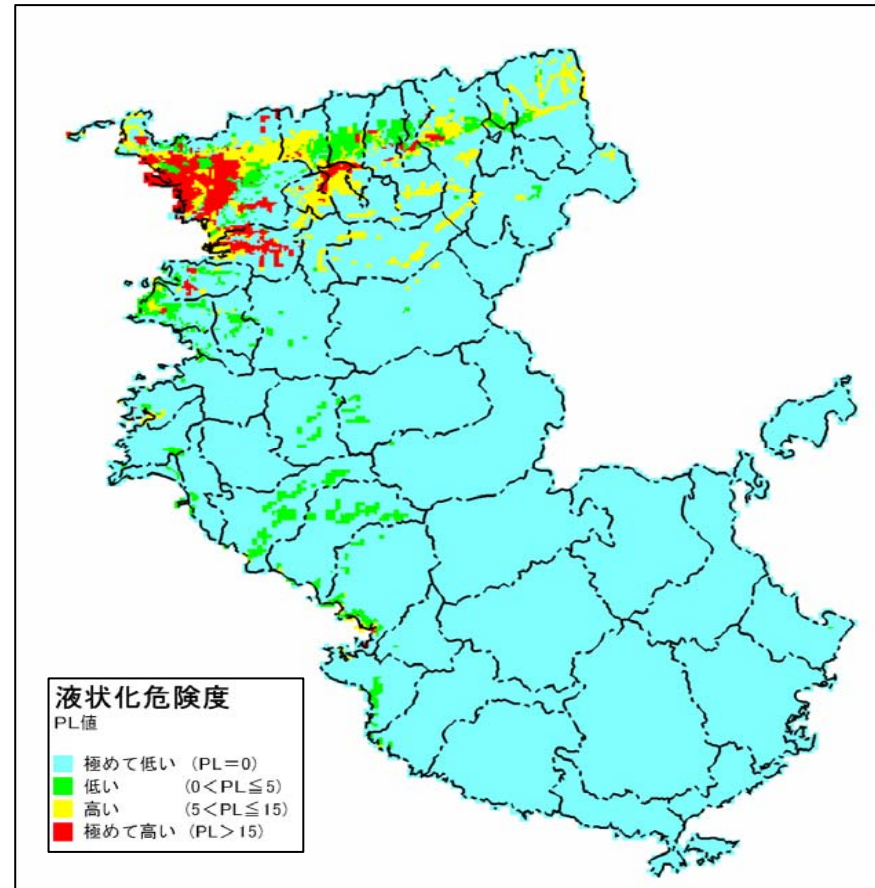 液状化危険度
PL値
極めて低い (PL=0)
低い (0<PL≦5)
高い (5<PL≦15)
極めて高い (PL>15)